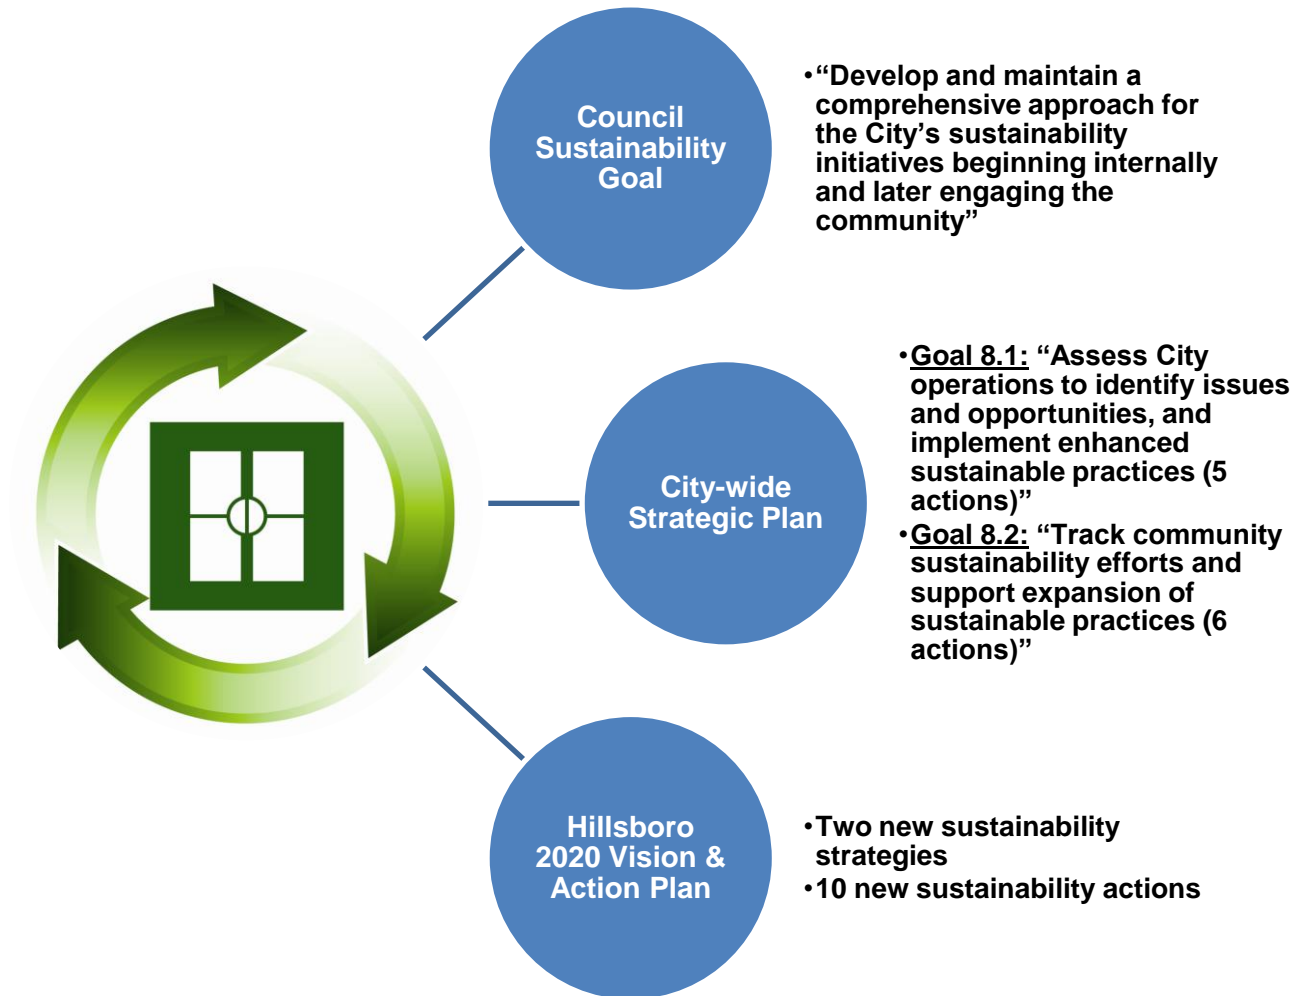 Council
Sustainability
Goal
•“Develop and maintain a
comprehensive approach for
the City’s sustainability
initiatives beginning internally
and later engaging the
community”
City-wide
Strategic Plan
•Goal 8.1: “Assess City
operations to identify issues
and opportunities, and
implement enhanced
sustainable practices (5
actions)”
•Goal 8.2: “Track community
sustainability efforts and
support expansion of
sustainable practices (6
actions)”
Hillsboro
2020 Vision &
Action Plan
•Two new sustainability
strategies
•10 new sustainability actions